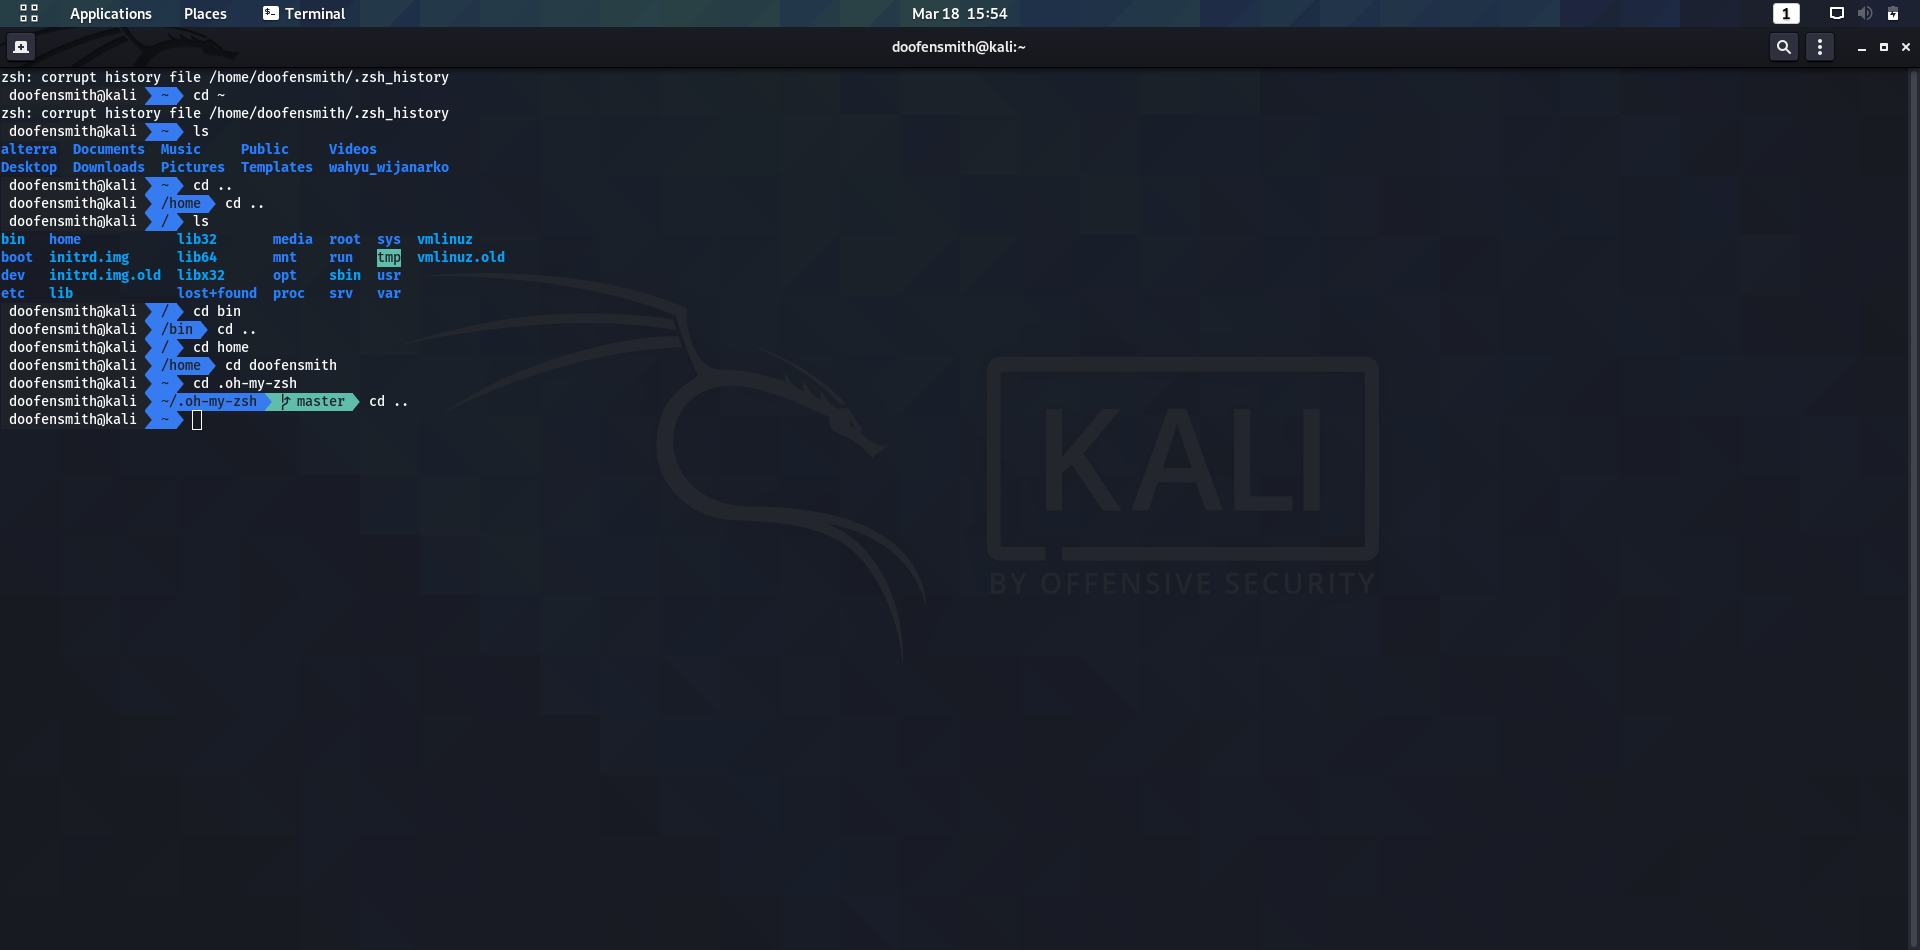 Applications Places Terminal Mar 18 15:54 1
doofensmith@kali:~
zsh: corrupt history file /home/doofensmith/.zsh_history
doofensmith@kali ~ cd ~
zsh: corrupt history file /home/doofensmith/.zsh_history
doofensmith@kali ~ ls
alterra Documents Music Public Videos
Desktop Downloads Pictures Templates wahyu_wijanarko
doofensmith@kali ~ cd ..
doofensmith@kali /home cd ..
doofensmith@kali / ls
bin home lib32 media root sys vmlinuz
boot initrd.img lib64 mnt run tmp vmlinuz.old
dev initrd.img.old libx32 opt sbin usr
etc lib lost+found proc srv var
doofensmith@kali / cd bin
doofensmith@kali /bin cd ..
doofensmith@kali / cd home
doofensmith@kali /home cd doofensmith
doofensmith@kali ~ cd .oh-my-zsh
doofensmith@kali ~/.oh-my-zsh master cd ..
doofensmith@kali ~
KALI
BY OFFENSIVE SECURITY